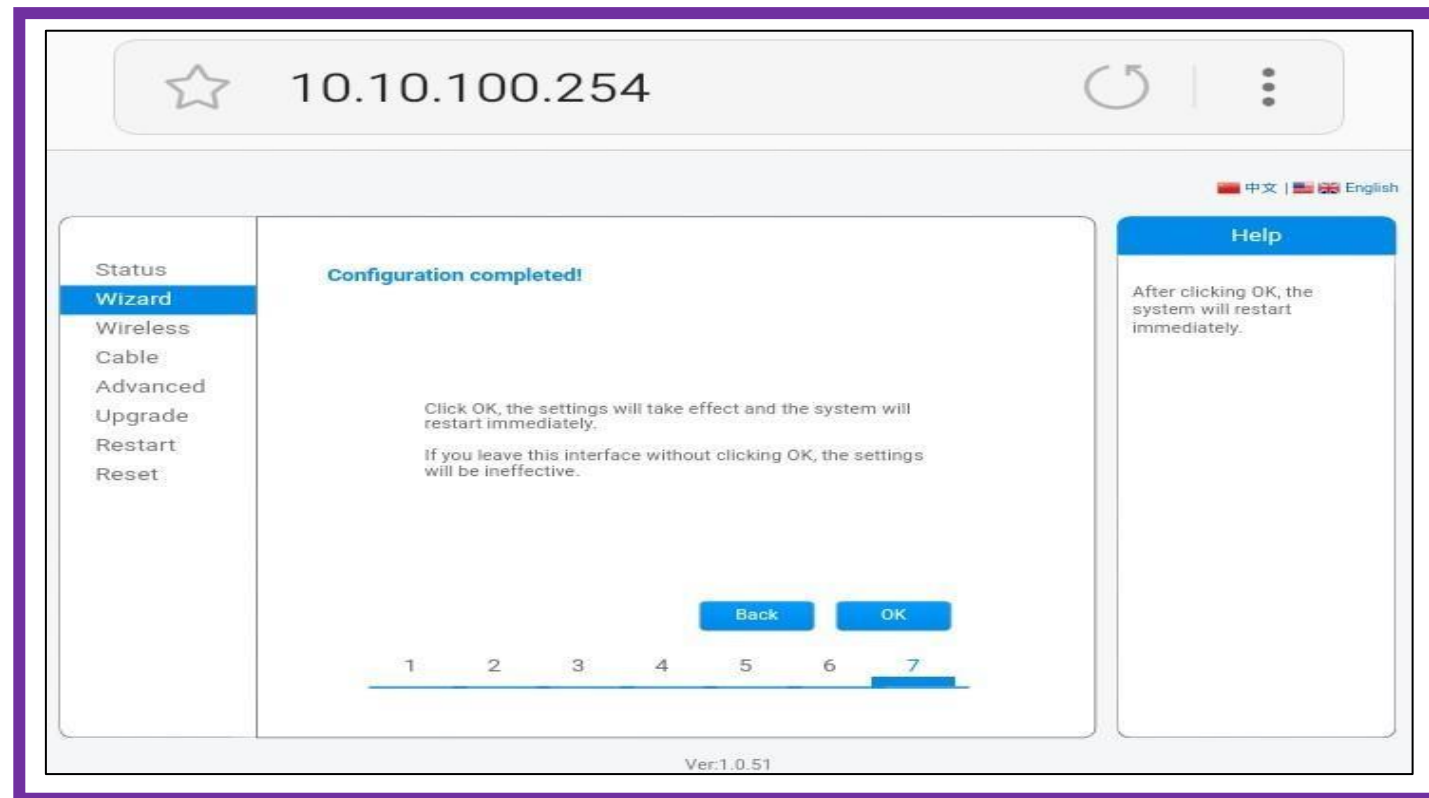 10.10.100.254
中文 | English
Status
Wizard
Wireless
Cable
Advanced
Upgrade
Restart
Reset
Configuration completed!
Click OK, the settings will take effect and the system will
restart immediately.
If you leave this interface without clicking OK, the settings
will be ineffective.
Back OK
1 2 3 4 5 6 7
Help
After clicking OK, the
system will restart
immediately.
Ver:1.0.51